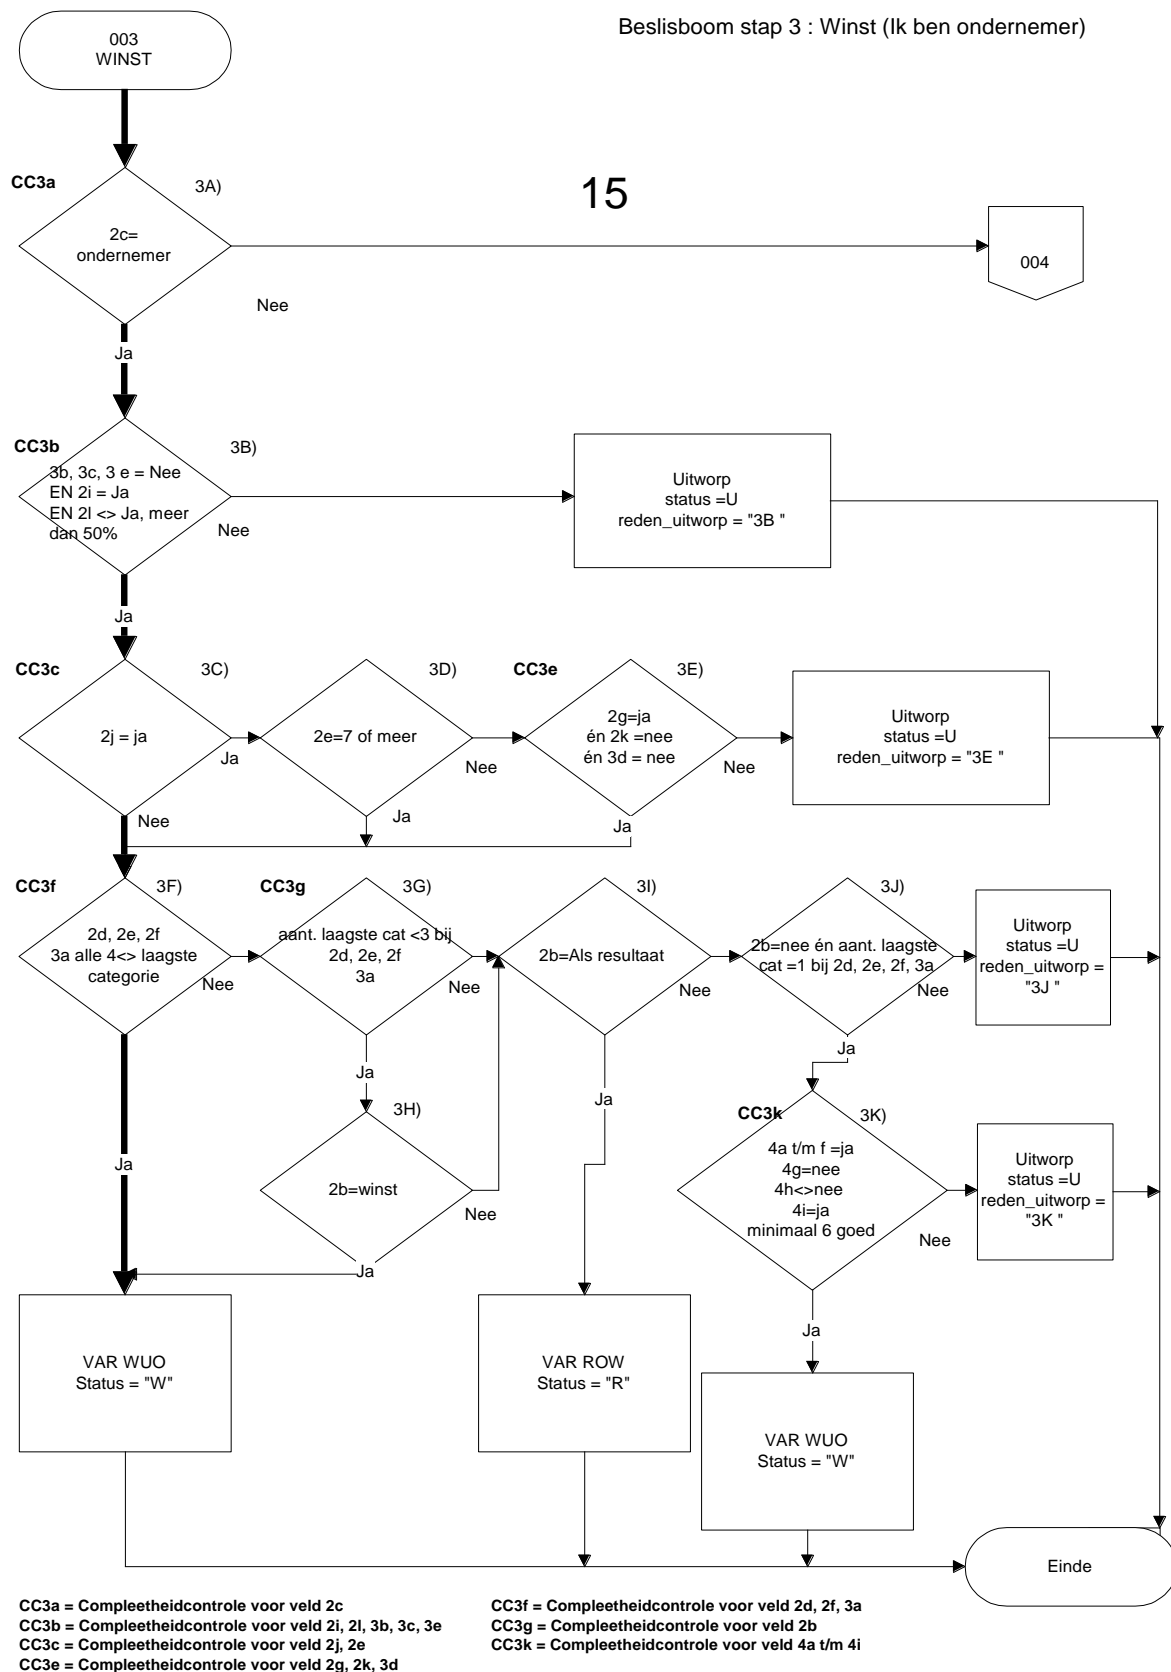 Beslisboom stap 3 : Winst (Ik ben ondernemer)
003
WINST
CC3a
3A)
15
2c=
ondernemer
004
Nee
Ja
CC3b
3B)
3b, 3c, 3 e = Nee
EN 2i = Ja
EN 2l <> Ja, meer
dan 50%
Nee
Uitworp
status =U
reden_uitworp = "3B "
Ja
CC3c
3C)
2j = ja
Ja
Nee
3D)
2e=7 of meer
Nee
Ja
CC3e
3E)
2g=ja
én 2k =nee
én 3d = nee
Nee
Ja
Uitworp
status =U
reden_uitworp = "3E "
CC3f
3F)
2d, 2e, 2f
3a alle 4<> laagste
categorie
Nee
Ja
CC3g
3G)
aant. laagste cat <3 bij
2d, 2e, 2f
3a
Nee
Ja
3I)
2b=Als resultaat
Nee
Ja
3J)
2b=nee én aant. laagste
cat =1 bij 2d, 2e, 2f, 3a
Nee
Ja
Uitworp
status =U
reden_uitworp =
"3J "
3H)
2b=winst
Nee
Ja
CC3k
3K)
4a t/m f =ja
4g=nee
4h<>nee
4i=ja
minimaal 6 goed
Nee
Ja
Uitworp
status =U
reden_uitworp =
"3K "
VAR WUO
Status = "W"
VAR ROW
Status = "R"
VAR WUO
Status = "W"
Einde
CC3a = Compleetheidcontrole voor veld 2c
CC3b = Compleetheidcontrole voor veld 2i, 2l, 3b, 3c, 3e
CC3c = Compleetheidcontrole voor veld 2j, 2e
CC3e = Compleetheidcontrole voor veld 2g, 2k, 3d
CC3f = Compleetheidcontrole voor veld 2d, 2f, 3a
CC3g = Compleetheidcontrole voor veld 2b
CC3k = Compleetheidcontrole voor veld 4a t/m 4i